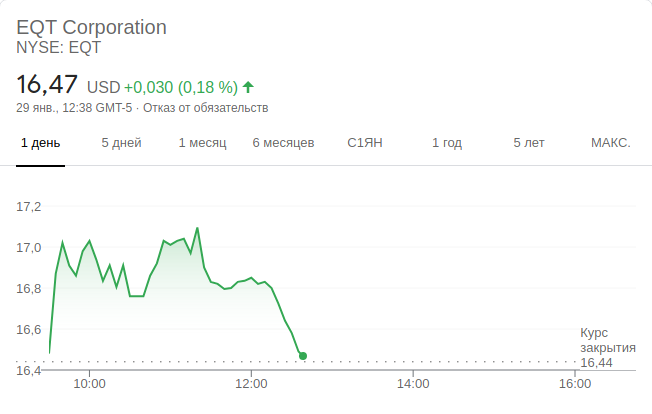 EQT Corporation
NYSE: EQT
16,47 USD +0,030 (0,18 %)
29 янв., 12:38 GMT-5 · Отказ от обязательств
1 день 5 дней 1 месяц 6 месяцев С1ЯН 1 год 5 лет МАКС.
17,2
17,0
16,8
16,6
16,4
Курс
закрытия
16,44
10:00 12:00 14:00 16:00